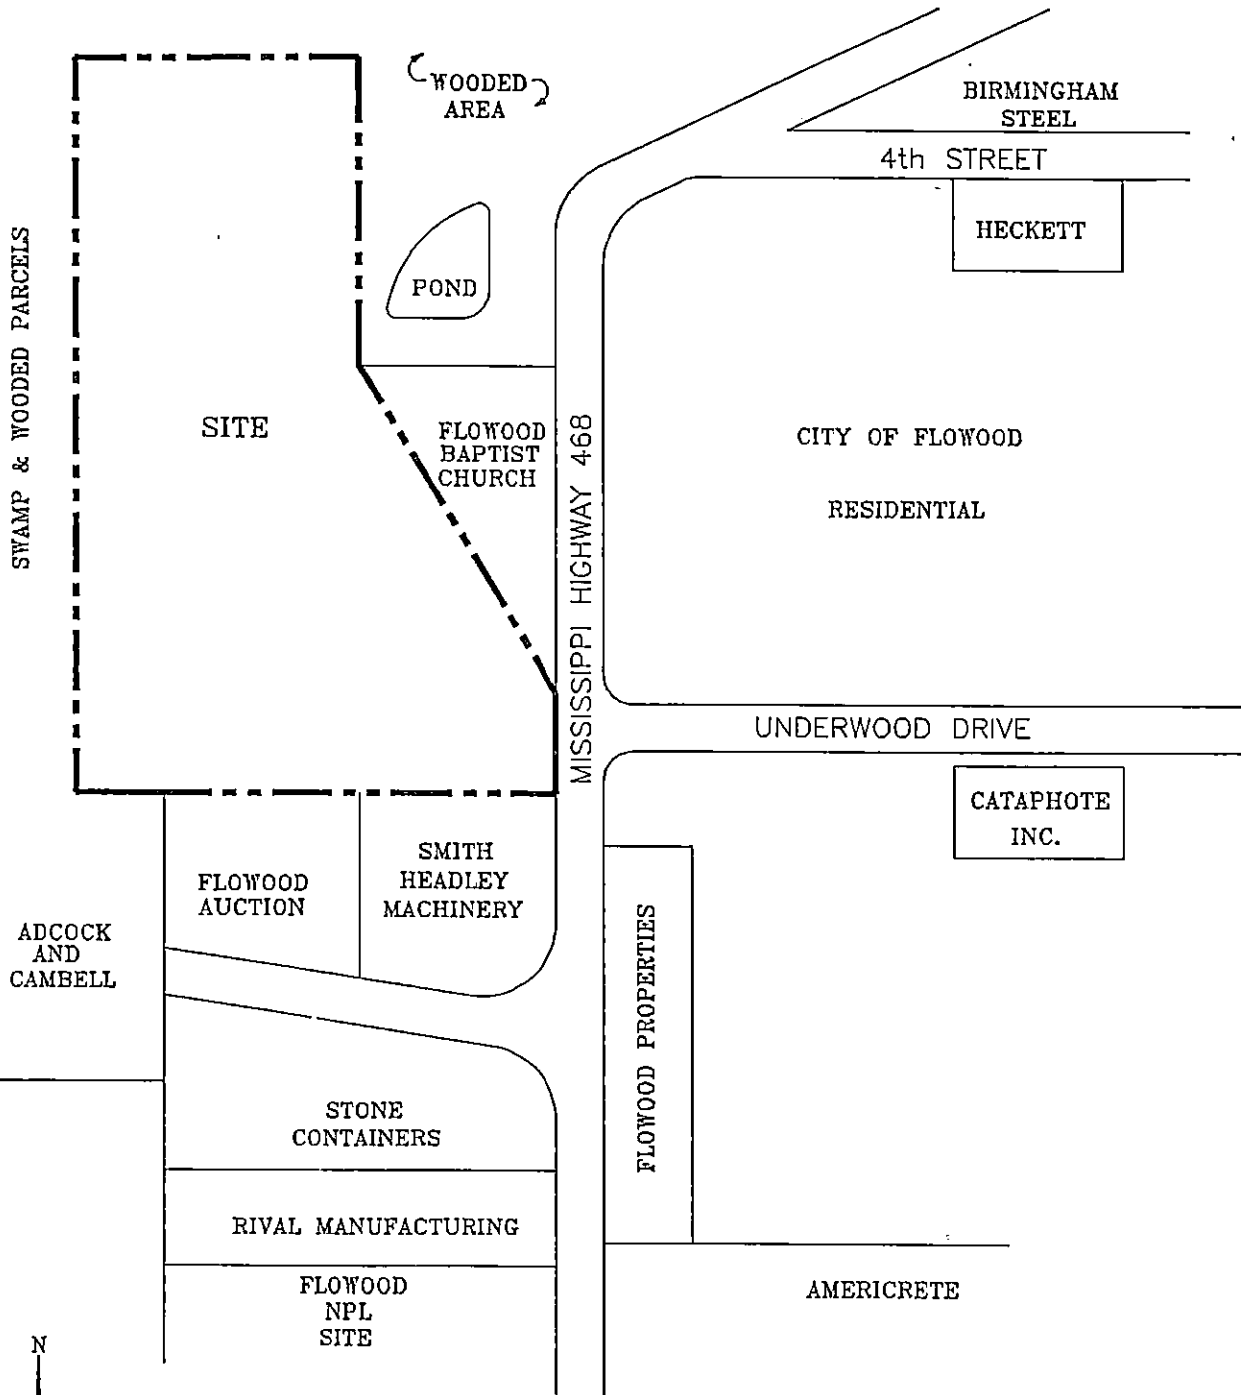 WOODED
AREA
BIRMINGHAM
STEEL
4th STREET
HECKETT
POND
SWAMP & WOODED PARCELS
SITE
FLOWOOD
BAPTIST
CHURCH
MISSISSIPPI HIGHWAY 468
CITY OF FLOWOOD
RESIDENTIAL
UNDERWOOD DRIVE
CATAPHOTE
INC.
SMITH
HEADLEY
MACHINERY
FLOWOOD
AUCTION
ADCOCK
AND
CAMBELL
FLOWOOD PROPERTIES
STONE
CONTAINERS
RIVAL MANUFACTURING
FLOWOOD
NPL
SITE
AMERICRETE
N